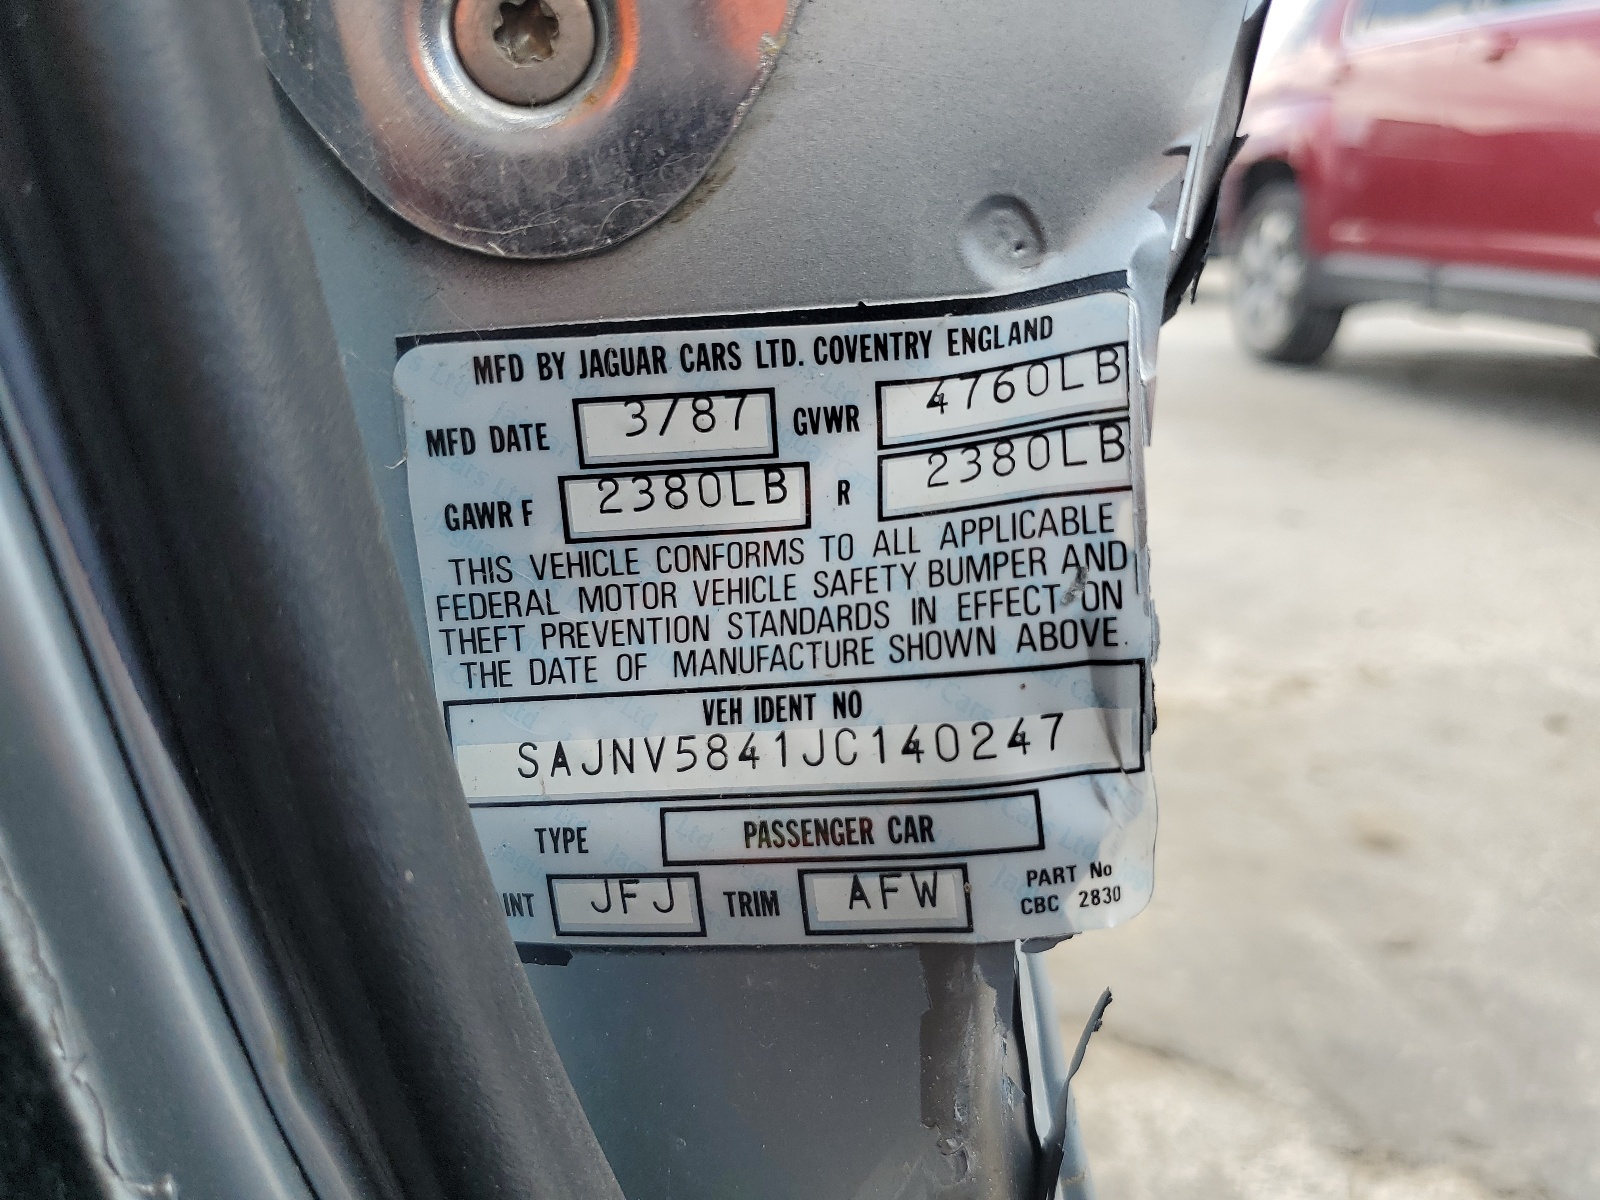 MFD BY JAGUAR CARS LTD. COVENTRY ENGLAND
MFD DATE 3/87 GVWR 4760LB
GAWR F 2380LB R 2380LB
THIS VEHICLE CONFORMS TO ALL APPLICABLE
FEDERAL MOTOR VEHICLE SAFETY BUMPER AND
THEFT PREVENTION STANDARDS IN EFFECT ON
THE DATE OF MANUFACTURE SHOWN ABOVE.
VEH IDENT NO
SAJNV5841JC140247
TYPE PASSENGER CAR
INT JFJ TRIM AFW PART No
CBC 2830